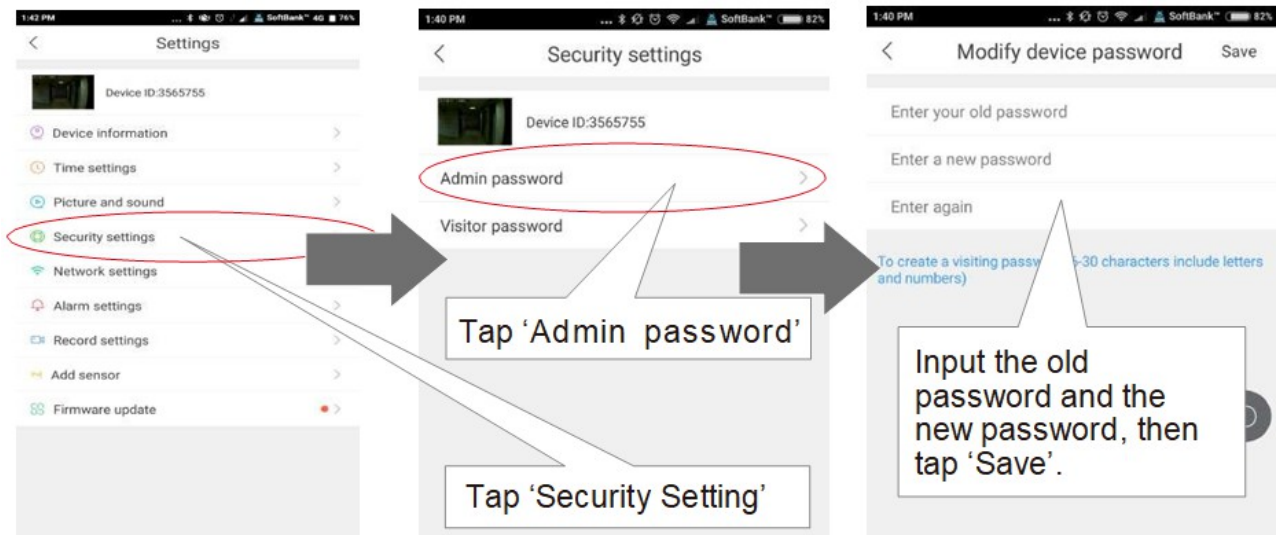 1:42 PM ... SoftBank™ 4G 76%
Settings
Device ID:3565755
Device information
Time settings
Picture and sound
Security settings
Network settings
Alarm settings
Record settings
Add sensor
Firmware update
1:40 PM ... SoftBank™ 82%
Security settings
Device ID:3565755
Admin password
Visitor password
Tap ‘Admin password’
Tap ‘Security Setting’
1:40 PM ... SoftBank™ 82%
Modify device password Save
Enter your old password
Enter a new password
Enter again
To create a visiting -30 characters include letters
and numbers)
Input the old
password and the
new password, then
tap ‘Save’.